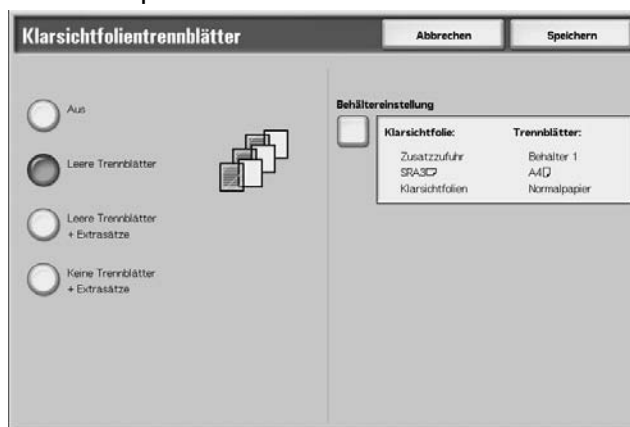 Klarsichtfolientrennblätter
Abbrechen
Speichern
Aus
Leere Trennblätter
Leere Trennblätter
+ Extrasätze
Keine Trennblätter
+ Extrasätze
Behältereinstellung
Klarsichtfolie: Trennblätter:
Zusatzzufuhr Behälter 1
SRA3 A4
Klarsichtfolien Normalpapier